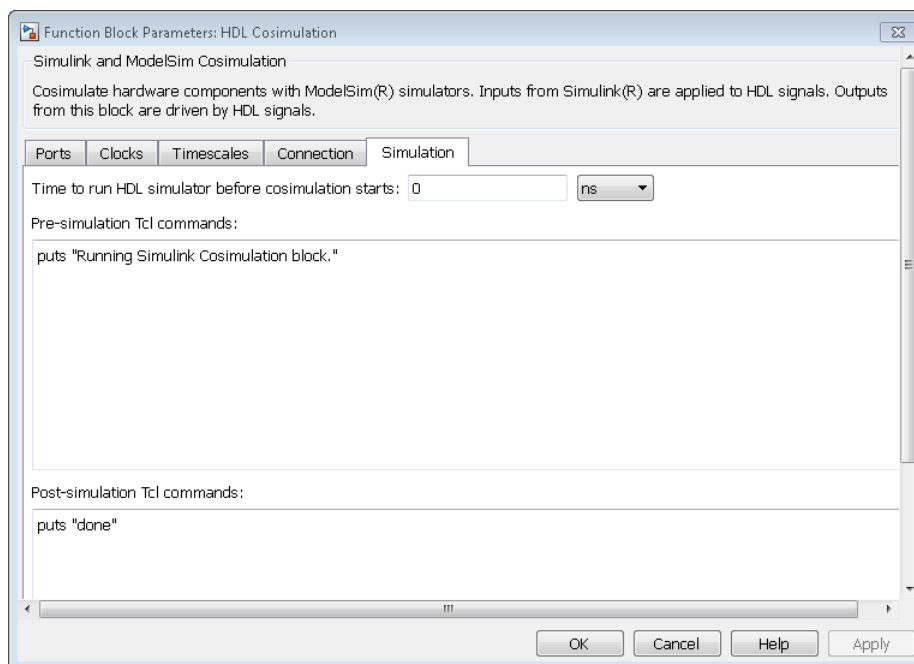 Function Block Parameters: HDL Cosimulation
Simulink and ModelSim Cosimulation
Cosimulate hardware components with ModelSim(R) simulators. Inputs from Simulink(R) are applied to HDL signals. Outputs
from this block are driven by HDL signals.
Ports Clocks Timescales Connection Simulation
Time to run HDL simulator before cosimulation starts: 0 ns
Pre-simulation Tcl commands:
puts "Running Simulink Cosimulation block."
Post-simulation Tcl commands:
puts "done"
OK Cancel Help Apply